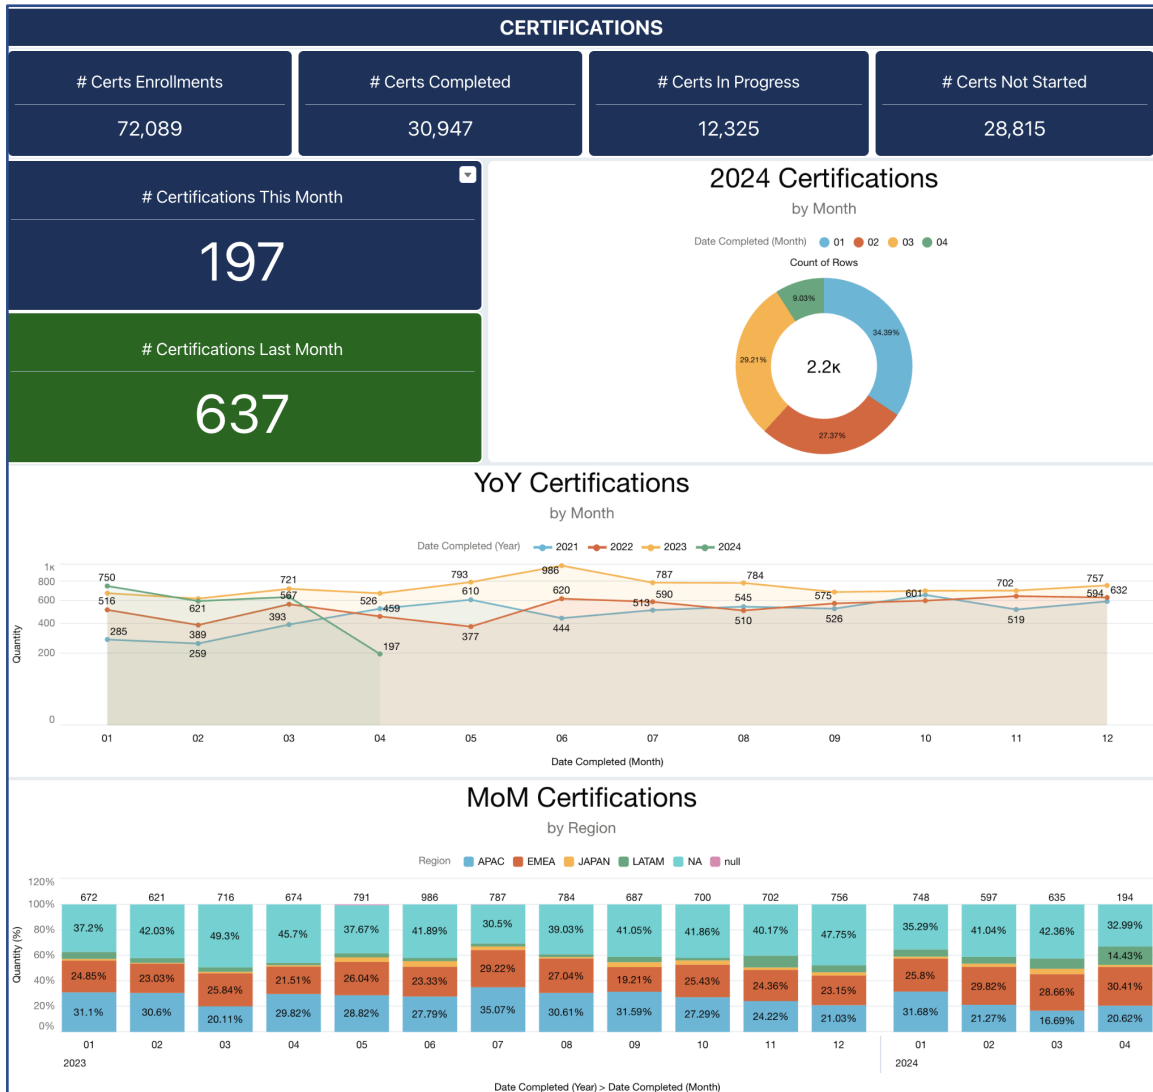 CERTIFICATIONS
# Certs Enrollments
72,089
# Certs Completed
30,947
# Certs In Progress
12,325
# Certs Not Started
28,815
# Certifications This Month
197
# Certifications Last Month
637
2024 Certifications
by Month
Date Completed (Month) 01 02 03 04
Count of Rows
9.03%
34.39%
29.21%
2.2K
27.37%
YoY Certifications
by Month
Date Completed (Year) 2021 2022 2023 2024
Quantity
1K
800
600
400
200
0
750
516
285
621
389
259
721
567
393
526
459
197
793
610
377
986
620
444
787
590
513
784
545
510
575
526
601
702
519
757
594
632
01 02 03 04 05 06 07 08 09 10 11 12
Date Completed (Month)
MoM Certifications
by Region
Region APAC EMEA JAPAN LATAM NA null
Quantity (%)
120%
100%
80%
60%
40%
20%
0%
672 621 716 674 791 986 787 784 687 700 702 756 748 597 635 194
37.2% 42.03% 49.3% 45.7% 37.67% 41.89% 30.5% 39.03% 41.05% 41.86% 40.17% 47.75% 35.29% 41.04% 42.36% 32.99%
14.43%
24.85% 23.03% 25.84% 21.51% 26.04% 23.33% 29.22% 27.04% 19.21% 25.43% 24.36% 23.15% 25.8% 29.82% 28.66% 30.41%
31.1% 30.6% 20.11% 29.82% 28.82% 27.79% 35.07% 30.61% 31.59% 27.29% 24.22% 21.03% 31.68% 21.27% 16.69% 20.62%
01 02 03 04 05 06 07 08 09 10 11 12 01 02 03 04
2023 2024
Date Completed (Year) > Date Completed (Month)